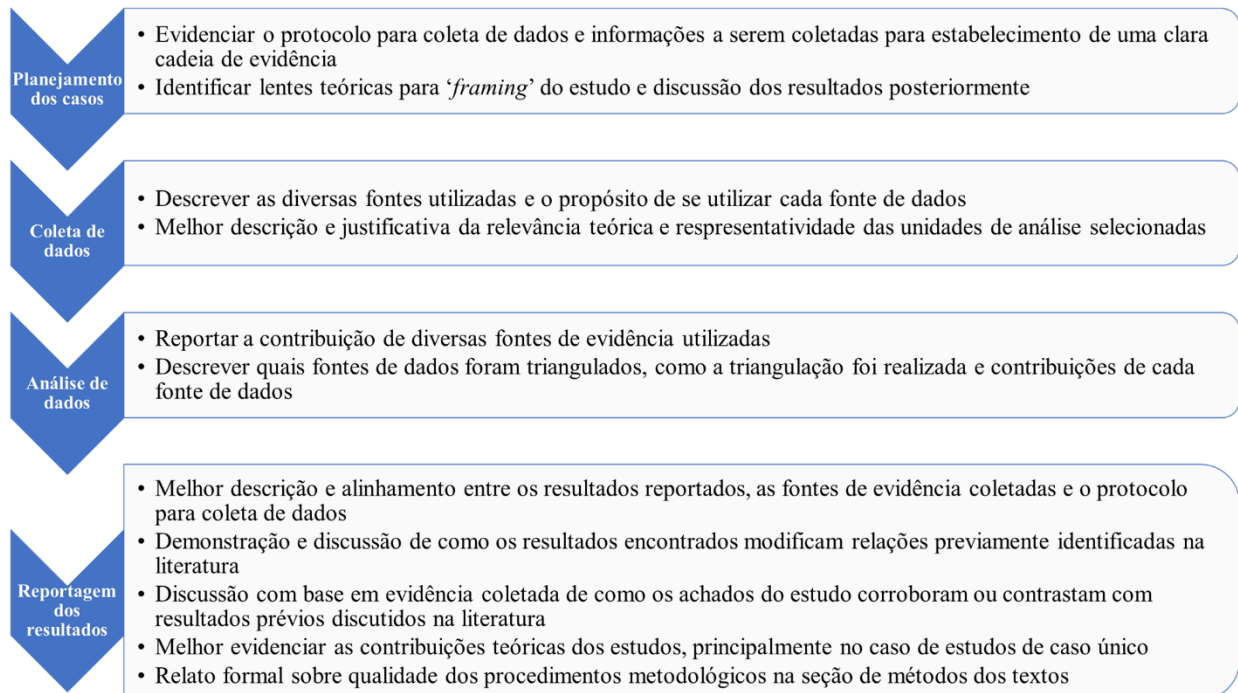 Planejamento
dos casos
• Evidenciar o protocolo para coleta de dados e informações a serem coletadas para estabelecimento de uma clara
cadeia de evidência
• Identificar lentes teóricas para ‘framing’ do estudo e discussão dos resultados posteriormente
Coleta de
dados
• Descrever as diversas fontes utilizadas e o propósito de se utilizar cada fonte de dados
• Melhor descrição e justificativa da relevância teórica e respresentatividade das unidades de análise selecionadas
Análise de
dados
• Reportar a contribuição de diversas fontes de evidência utilizadas
• Descrever quais fontes de dados foram triangulados, como a triangulação foi realizada e contribuições de cada
fonte de dados
Reportagem
dos
resultados
• Melhor descrição e alinhamento entre os resultados reportados, as fontes de evidência coletadas e o protocolo
para coleta de dados
• Demonstração e discussão de como os resultados encontrados modificam relações previamente identificadas na
literatura
• Discussão com base em evidência coletada de como os achados do estudo corroboram ou contrastam com
resultados prévios discutidos na literatura
• Melhor evidenciar as contribuições teóricas dos estudos, principalmente no caso de estudos de caso único
• Relato formal sobre qualidade dos procedimentos metodológicos na seção de métodos dos textos